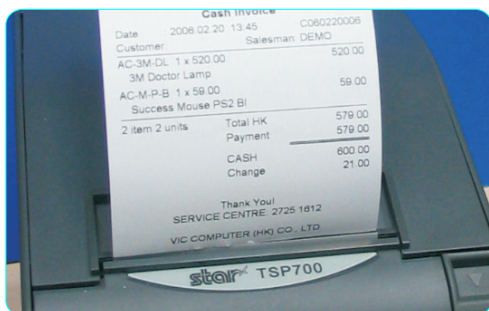 Cash Invoice
Date 2006.02.20 13:45 C060220006
Customer Salesman DEMO
AC-3M-DL 1 x 520.00 520.00
3M Doctor Lamp
AC-M-P-B 1 x 59.00 59.00
Success Mouse PS2 Bl
2 item 2 units Total HK 579.00
Payment 579.00
CASH 600.00
Change 21.00
Thank You!
SERVICE CENTRE: 2725 1612
VIC COMPUTER (HK) CO., LTD
star TSP700